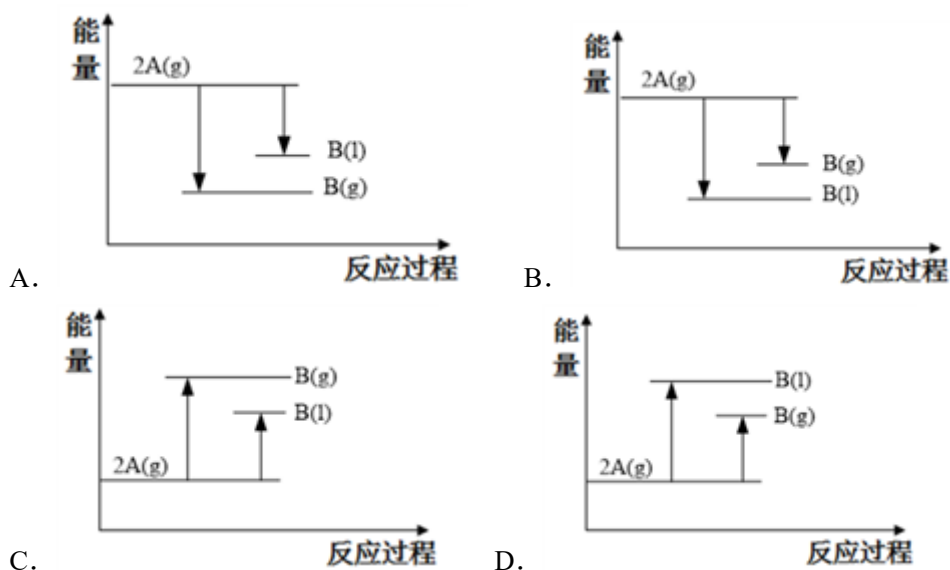 能
量
2A(g)
B(l)
B(g)
反应过程
A.
能
量
2A(g)
B(g)
B(l)
反应过程
B.
能
量
B(g)
B(l)
2A(g)
反应过程
C.
能
量
B(l)
B(g)
2A(g)
反应过程
D.